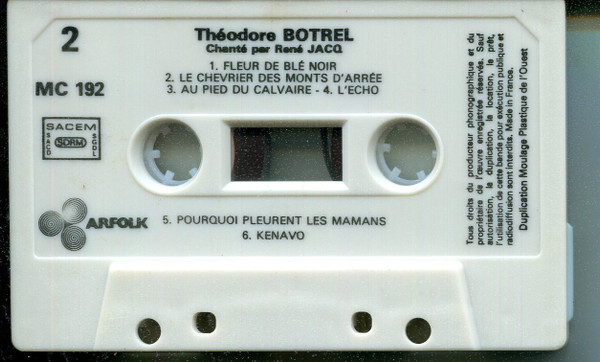 2
Théodore BOTREL
Chanté par René JACQ
1. FLEUR DE BLÉ NOIR
2. LE CHEVRIER DES MONTS D'ARRÉE
3. AU PIED DU CALVAIRE - 4. L'ECHO
MC 192
SACEM
SACD
SDRM
SGDL
ARFOLK
5. POURQUOI PLEURENT LES MAMANS
6. KENAVO
Tous droits du producteur phonographique et du
propriétaire de l'œuvre enregistrée réservés. Sauf
autorisation, la duplication, la location, le prêt,
l'utilisation de cette bande pour exécution publique et
radiodiffusion sont interdits. Made in France.
Duplication Moulage Plastique de l'Ouest